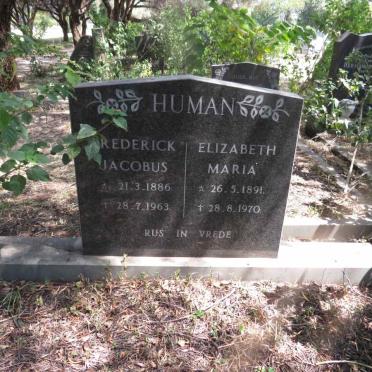 HUMAN
FREDERICK
JACOBUS
* 21.3.1886
† 28.7.1963
ELIZABETH
MARIA
* 26.5.1891
† 28.8.1970
RUS IN VREDE